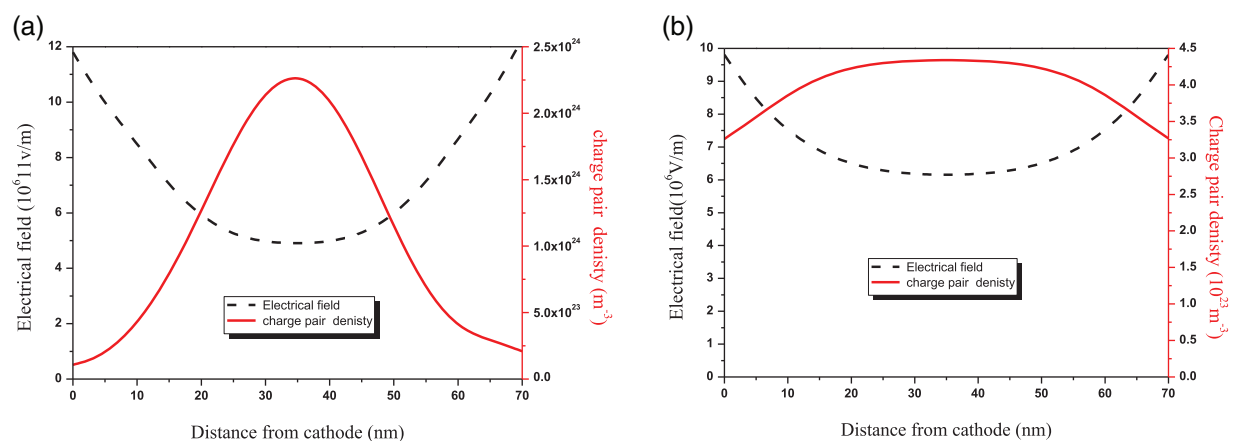 (a)
12
10
8
6
4
2
0
Electrical field (10^6 11 v/m)
2.5x10^24
2.0x10^24
1.5x10^24
1.0x10^24
5.0x10^23
0.0
charge pair denisty (m^-3)
Electrical field
charge pair denisty
0 10 20 30 40 50 60 70
Distance from cathode (nm)
(b)
10
9
8
7
6
5
4
3
2
1
0
Electrical field(10^6V/m)
4.5
4.0
3.5
3.0
2.5
2.0
1.5
1.0
0.5
0.0
Charge pair denisty (10^23 m^-3)
Electrical field
charge pair denisty
0 10 20 30 40 50 60 70
Distance from cathode (nm)